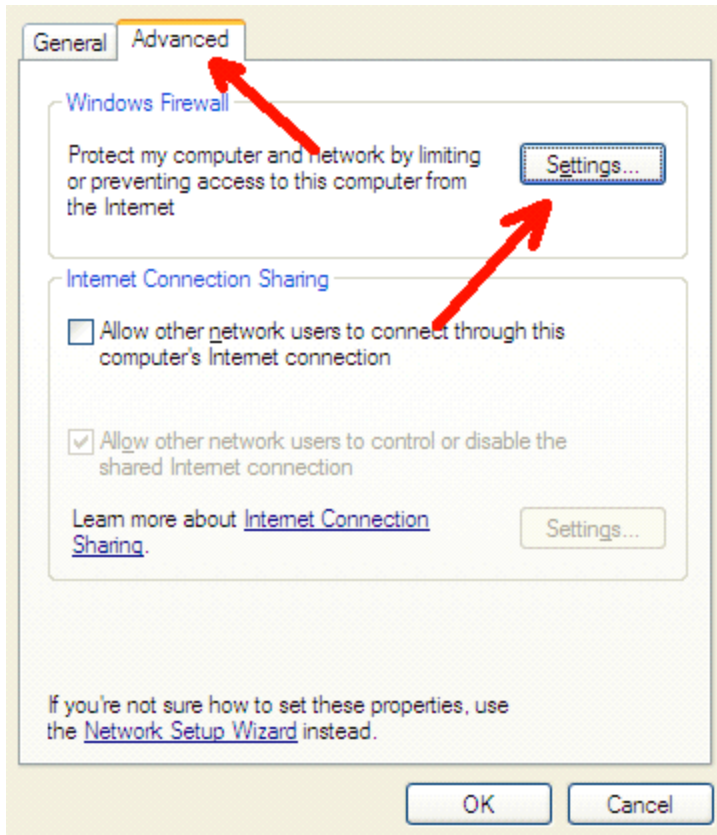 General
Advanced
Windows Firewall
Protect my computer and network by limiting
or preventing access to this computer from
the Internet
Settings...
Internet Connection Sharing
Allow other network users to connect through this
computer's Internet connection
Allow other network users to control or disable the
shared Internet connection
Learn more about Internet Connection
Sharing.
Settings...
If you're not sure how to set these properties, use
the Network Setup Wizard instead.
OK
Cancel